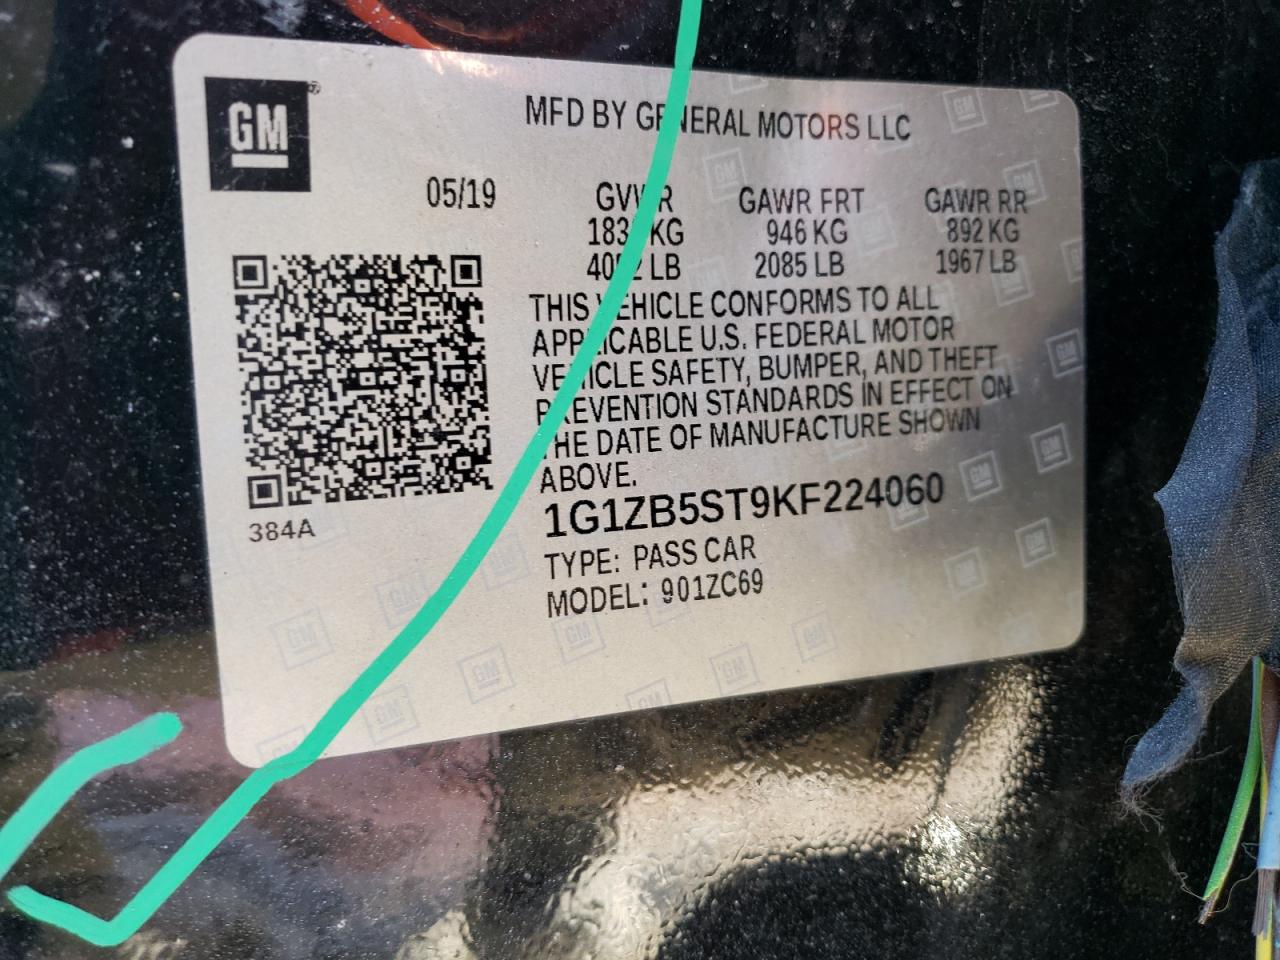 GM
MFD BY GENERAL MOTORS LLC
05/19
GVWR GAWR FRT GAWR RR
KG 946 KG 892 KG
LB 2085 LB 1967 LB
THIS VEHICLE CONFORMS TO ALL
APPLICABLE U.S. FEDERAL MOTOR
VEHICLE SAFETY, BUMPER, AND THEFT
PREVENTION STANDARDS IN EFFECT ON
THE DATE OF MANUFACTURE SHOWN
ABOVE.
1G1ZB5ST9KF224060
384A
TYPE: PASS CAR
MODEL: 901ZC69